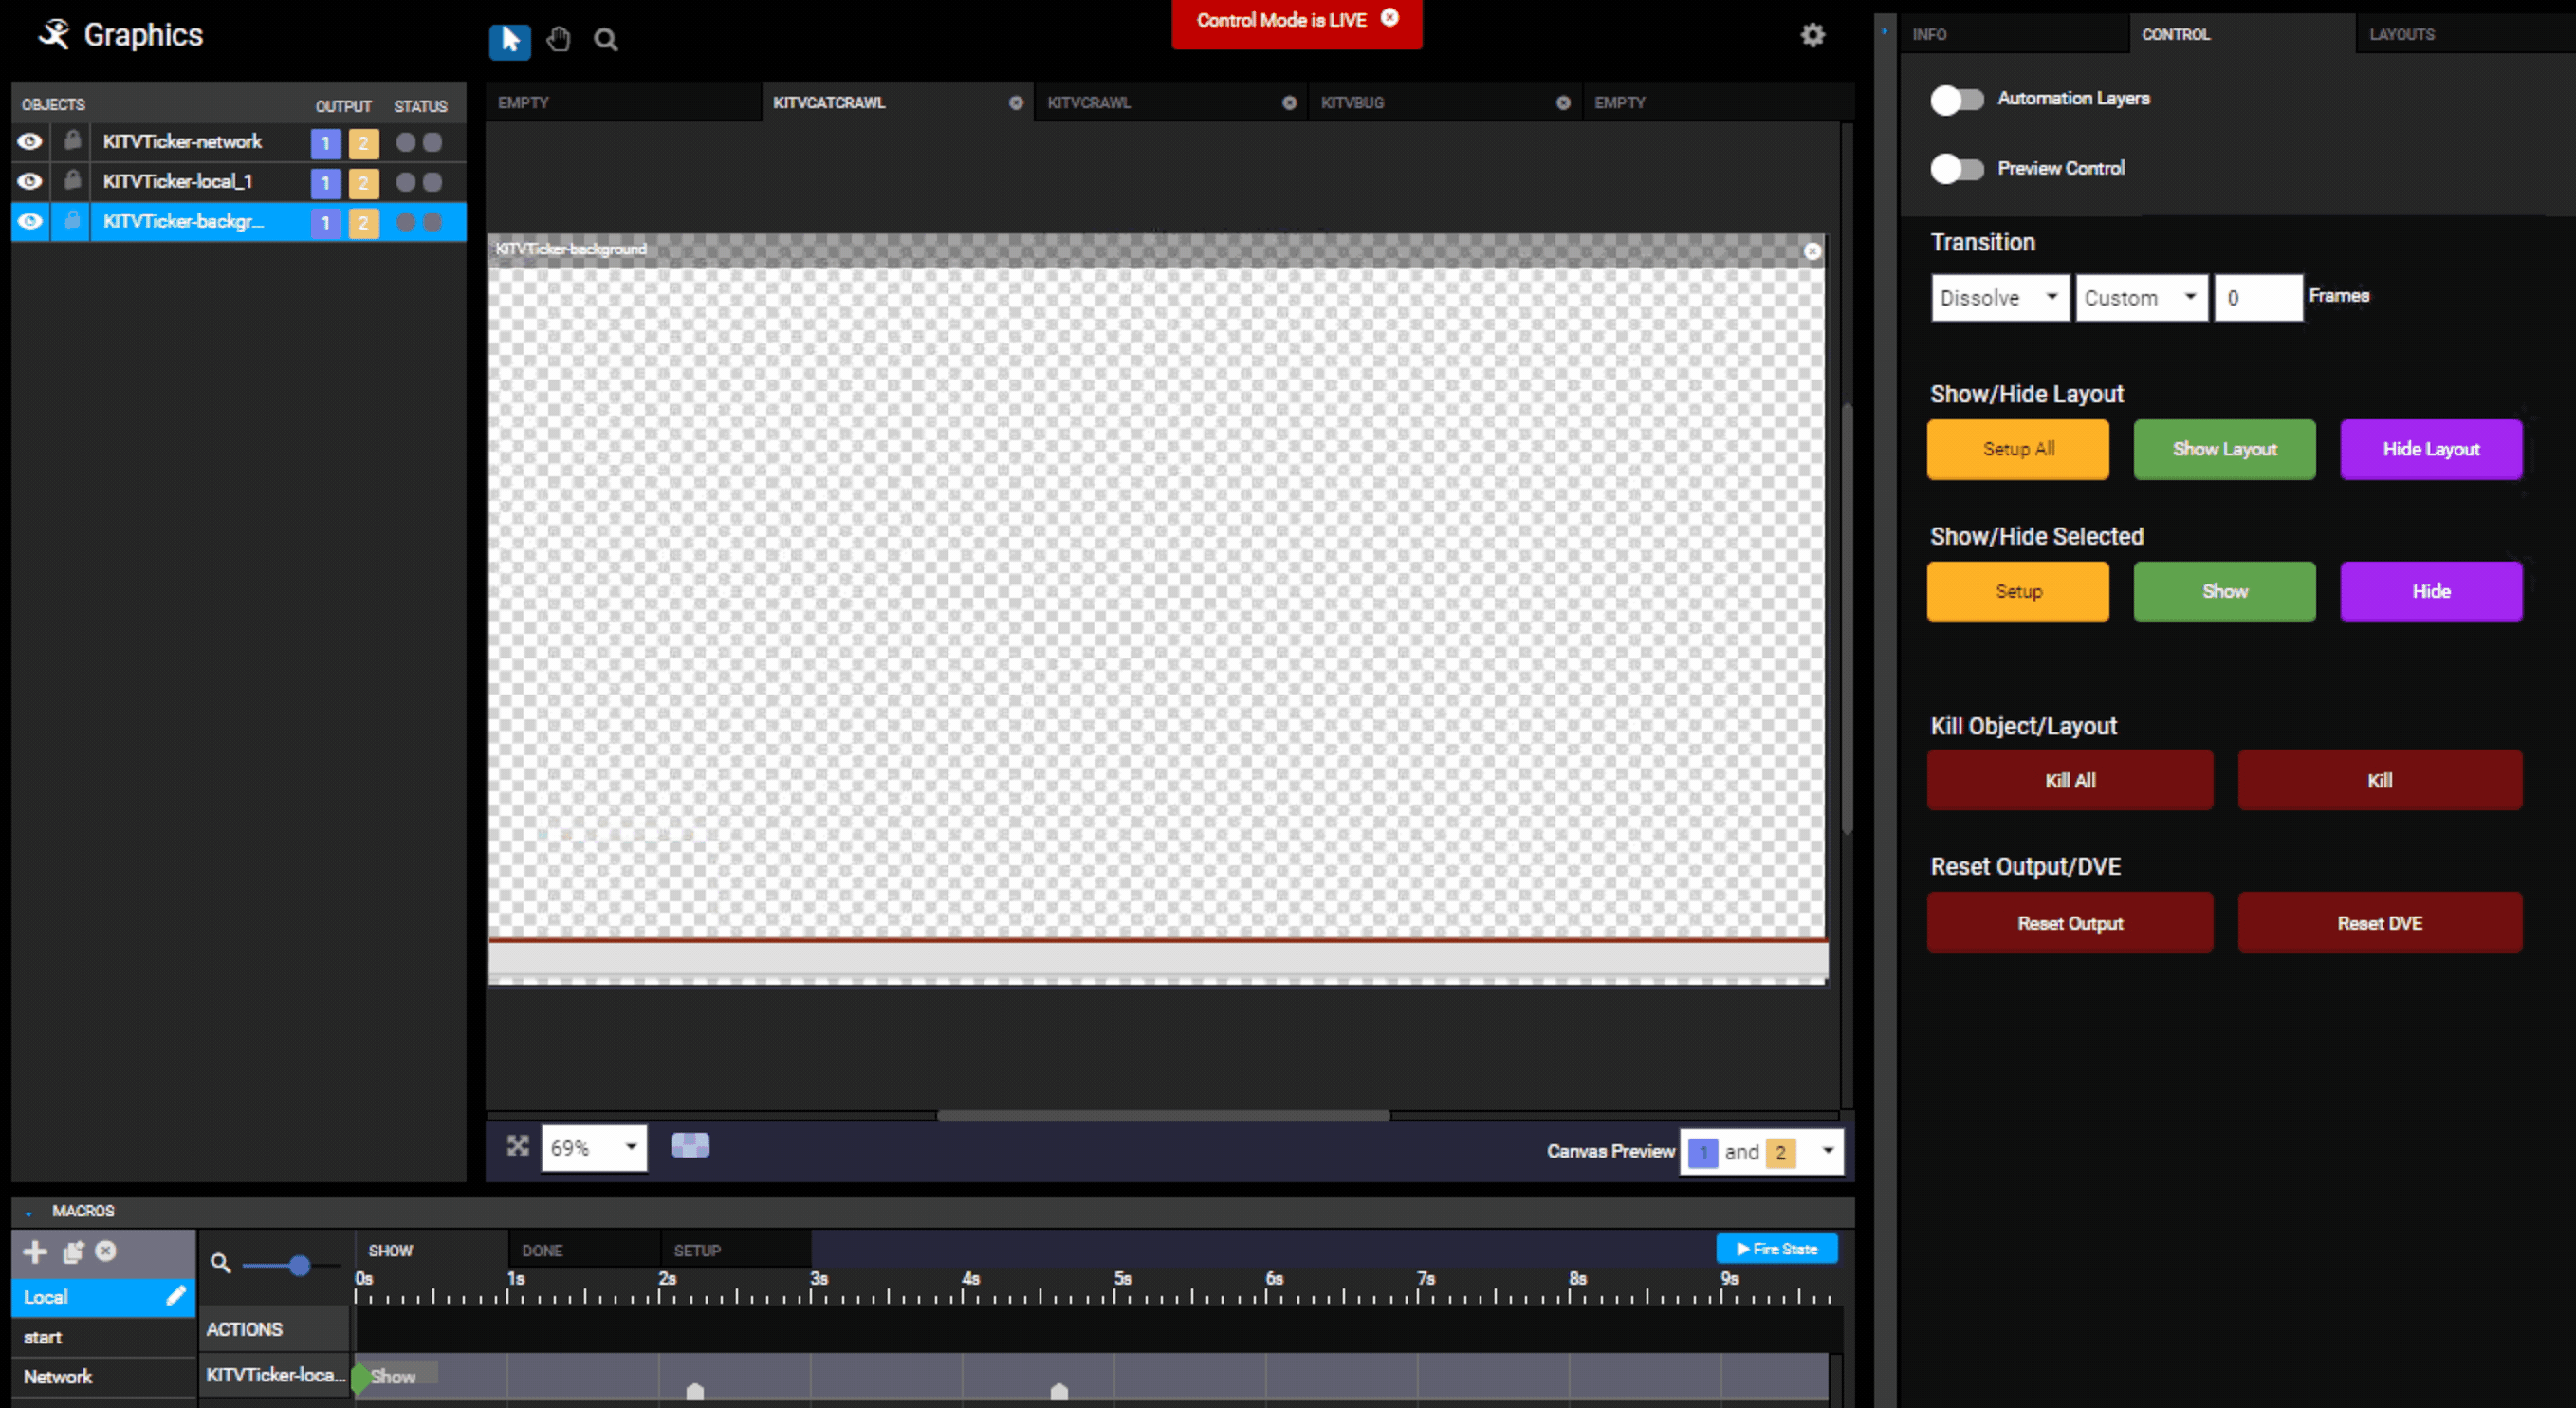 Graphics
Control Mode is LIVE
INFO
CONTROL
LAYOUTS
OBJECTS
OUTPUT
STATUS
KITVTicker-network
1
2
KITVTicker-local_1
1
2
KITVTicker-backgr...
1
2
EMPTY
KITVCATCRAWL
KITVCRAWL
KITVBUG
EMPTY
KITVTicker-background
69%
Canvas Preview
1 and 2
Automation Layers
Preview Control
Transition
Dissolve
Custom
0
Frames
Show/Hide Layout
Setup All
Show Layout
Hide Layout
Show/Hide Selected
Setup
Show
Hide
Kill Object/Layout
Kill All
Kill
Reset Output/DVE
Reset Output
Reset DVE
MACROS
Local
start
Network
SHOW
DONE
SETUP
Fire State
0s
1s
2s
3s
4s
5s
6s
7s
8s
9s
ACTIONS
KITVTicker-loca...
Show